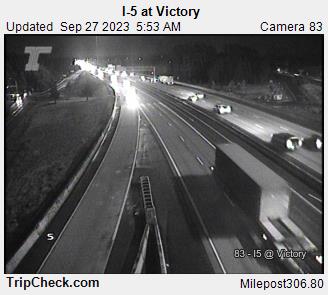 I-5 at Victory
Updated Sep 27 2023 5:53 AM Camera 83
T
S
83 - I5 @ Victory
TripCheck.com Milepost306.80